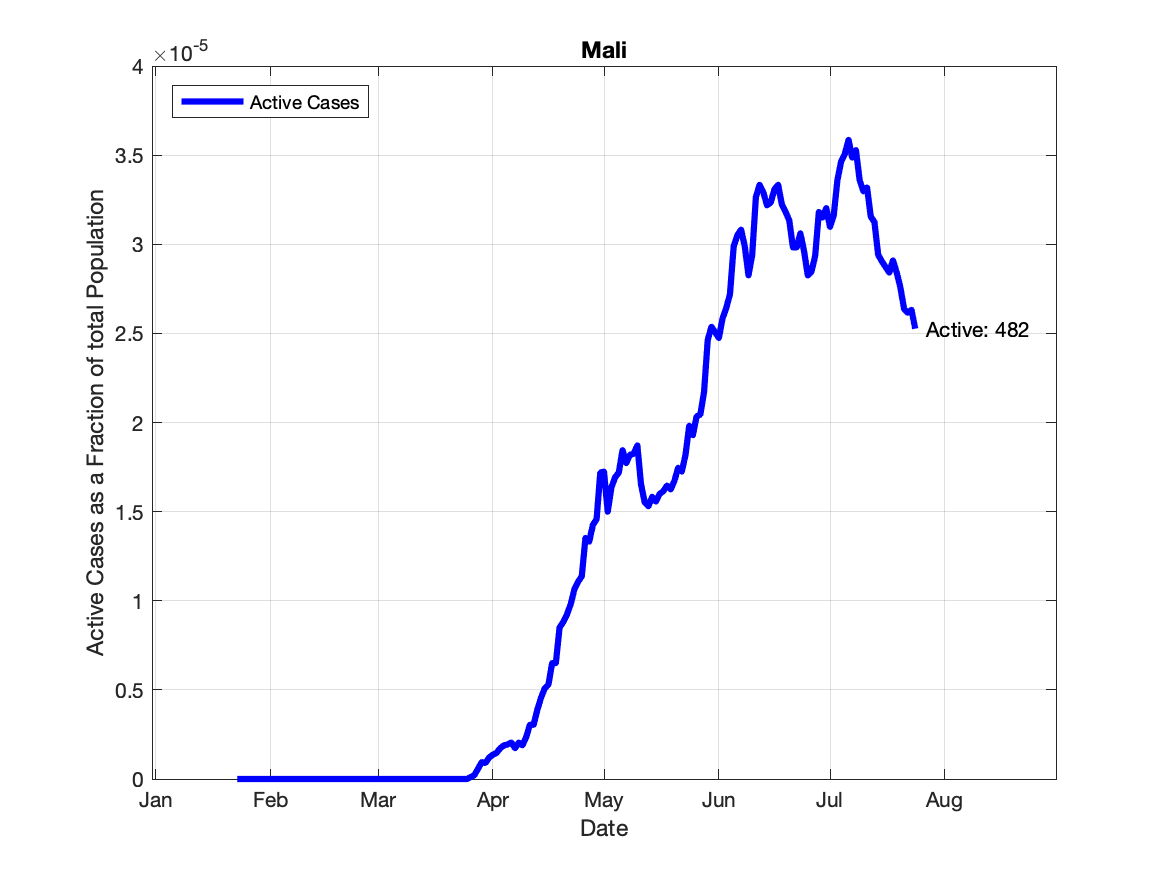 Mali
×10-5
Active Cases
4
3.5
3
2.5
2
1.5
1
0.5
0
Active Cases as a Fraction of total Population
Active: 482
Jan Feb Mar Apr May Jun Jul Aug
Date